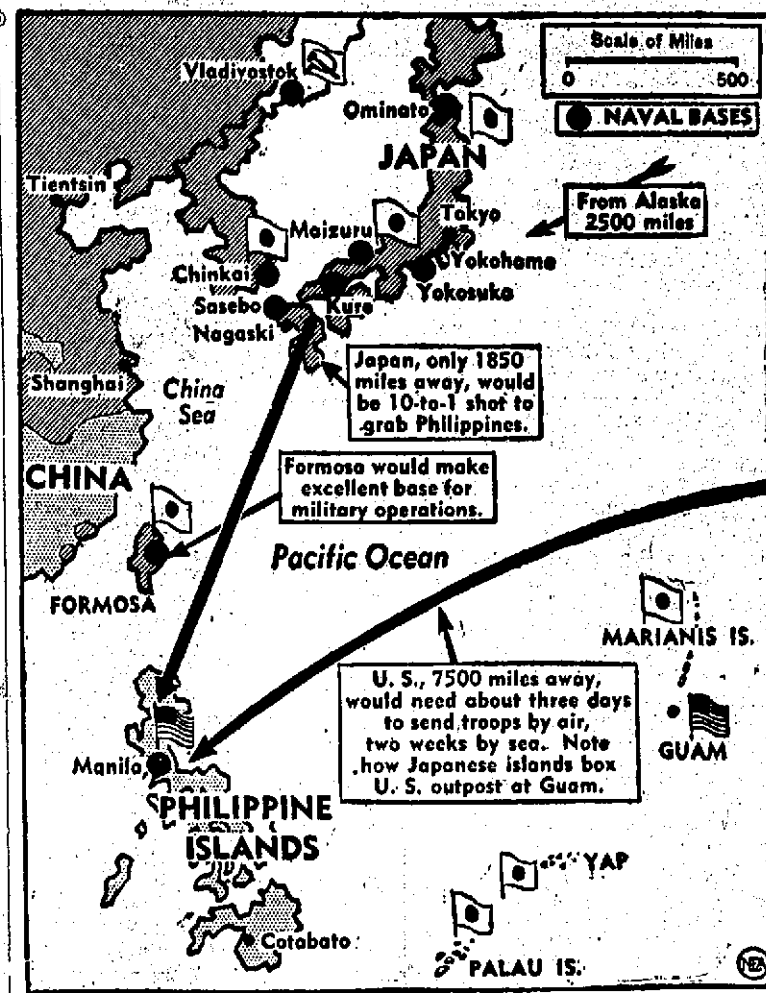 Scale of Miles
0 500
NAVAL BASES
Vladivostok
Ominato
JAPAN
Tientsin
From Alaska
2500 miles
Maizuru
Tokyo
Chinkai
Yokohama
Yokosuka
Sasebo
Kure
Nagaski
Japan, only 1850
miles away, would
be 10-to-1 shot to
grab Philippines.
Shanghai
China
Sea
CHINA
Formosa would make
excellent base for
military operations.
Pacific Ocean
FORMOSA
MARIANIS IS.
U. S., 7500 miles away,
would need about three days
to send troops by air,
two weeks by sea. Note
how Japanese islands box
U. S. outpost at Guam.
GUAM
Manila
PHILIPPINE
ISLANDS
YAP
Cotobato
PALAU IS.
NEA